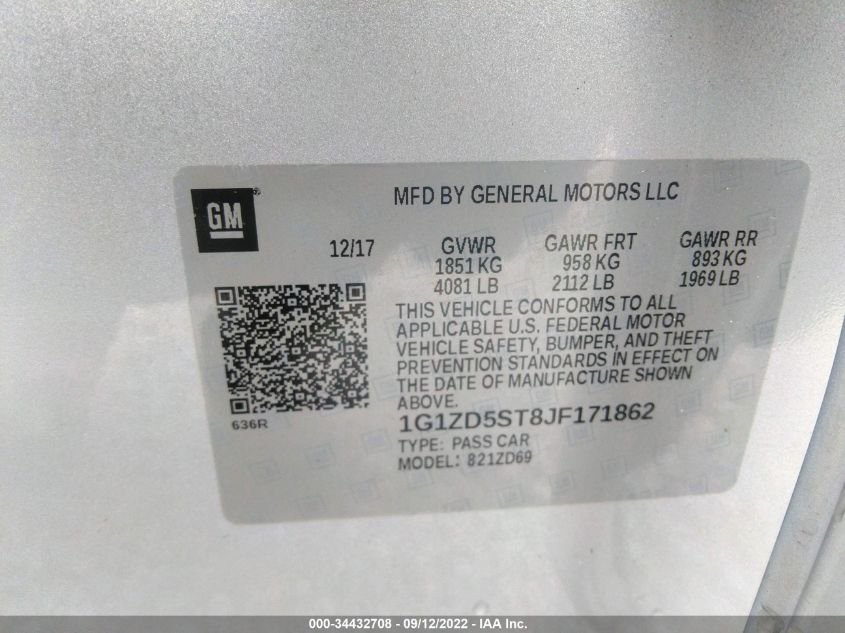 GM
MFD BY GENERAL MOTORS LLC
12/17
GVWR GAWR FRT GAWR RR
1851 KG 958 KG 893 KG
4081 LB 2112 LB 1969 LB
THIS VEHICLE CONFORMS TO ALL
APPLICABLE U.S. FEDERAL MOTOR
VEHICLE SAFETY, BUMPER, AND THEFT
PREVENTION STANDARDS IN EFFECT ON
THE DATE OF MANUFACTURE SHOWN
ABOVE.
636R
1G1ZD5ST8JF171862
TYPE: PASS CAR
MODEL: 821ZD69
000-34432708 - 09/12/2022 - IAA Inc.